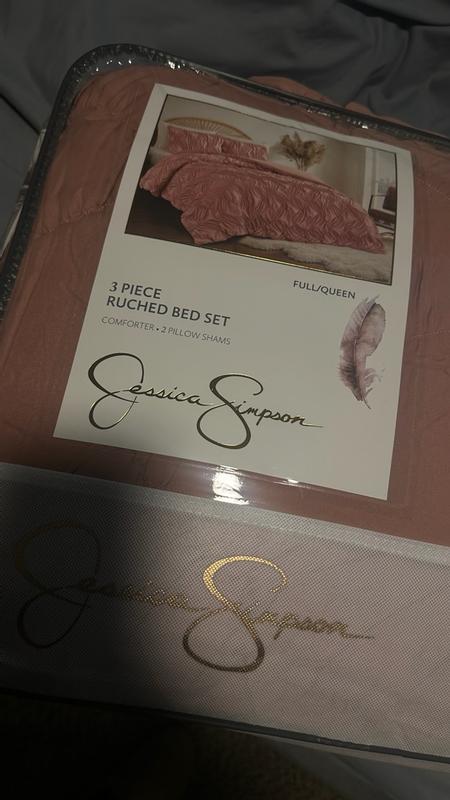 FULL/QUEEN
3 PIECE
RUCHED BED SET
COMFORTER • 2 PILLOW SHAMS
Jessica Simpson
Jessica Simpson